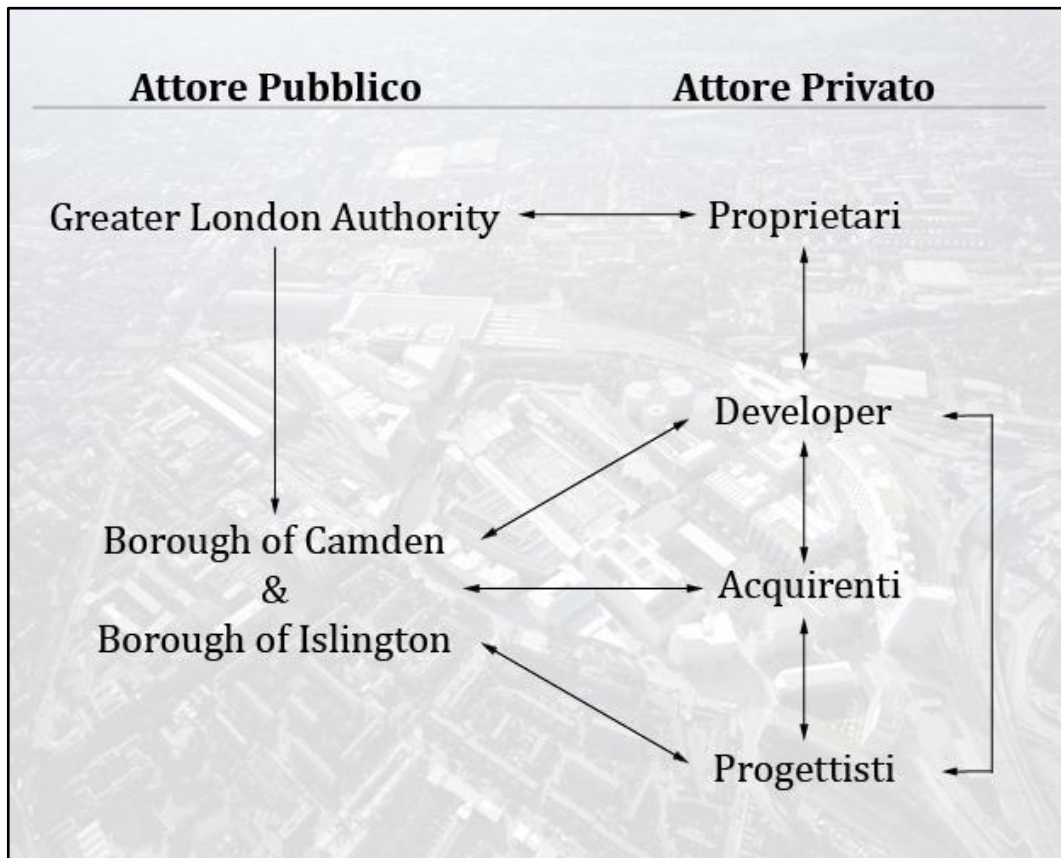 Attore Pubblico
Attore Privato
Greater London Authority
Proprietari
Developer
Borough of Camden
&
Borough of Islington
Acquirenti
Progettisti